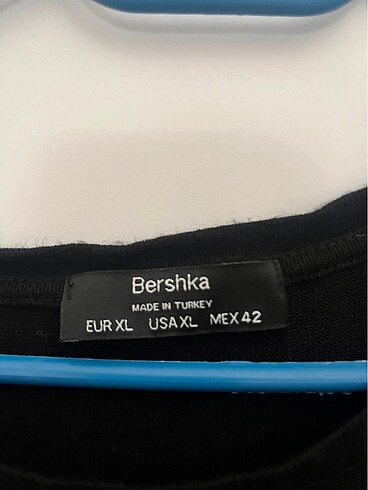 Bershka
MADE IN TURKEY
EUR XL USA XL MEX 42